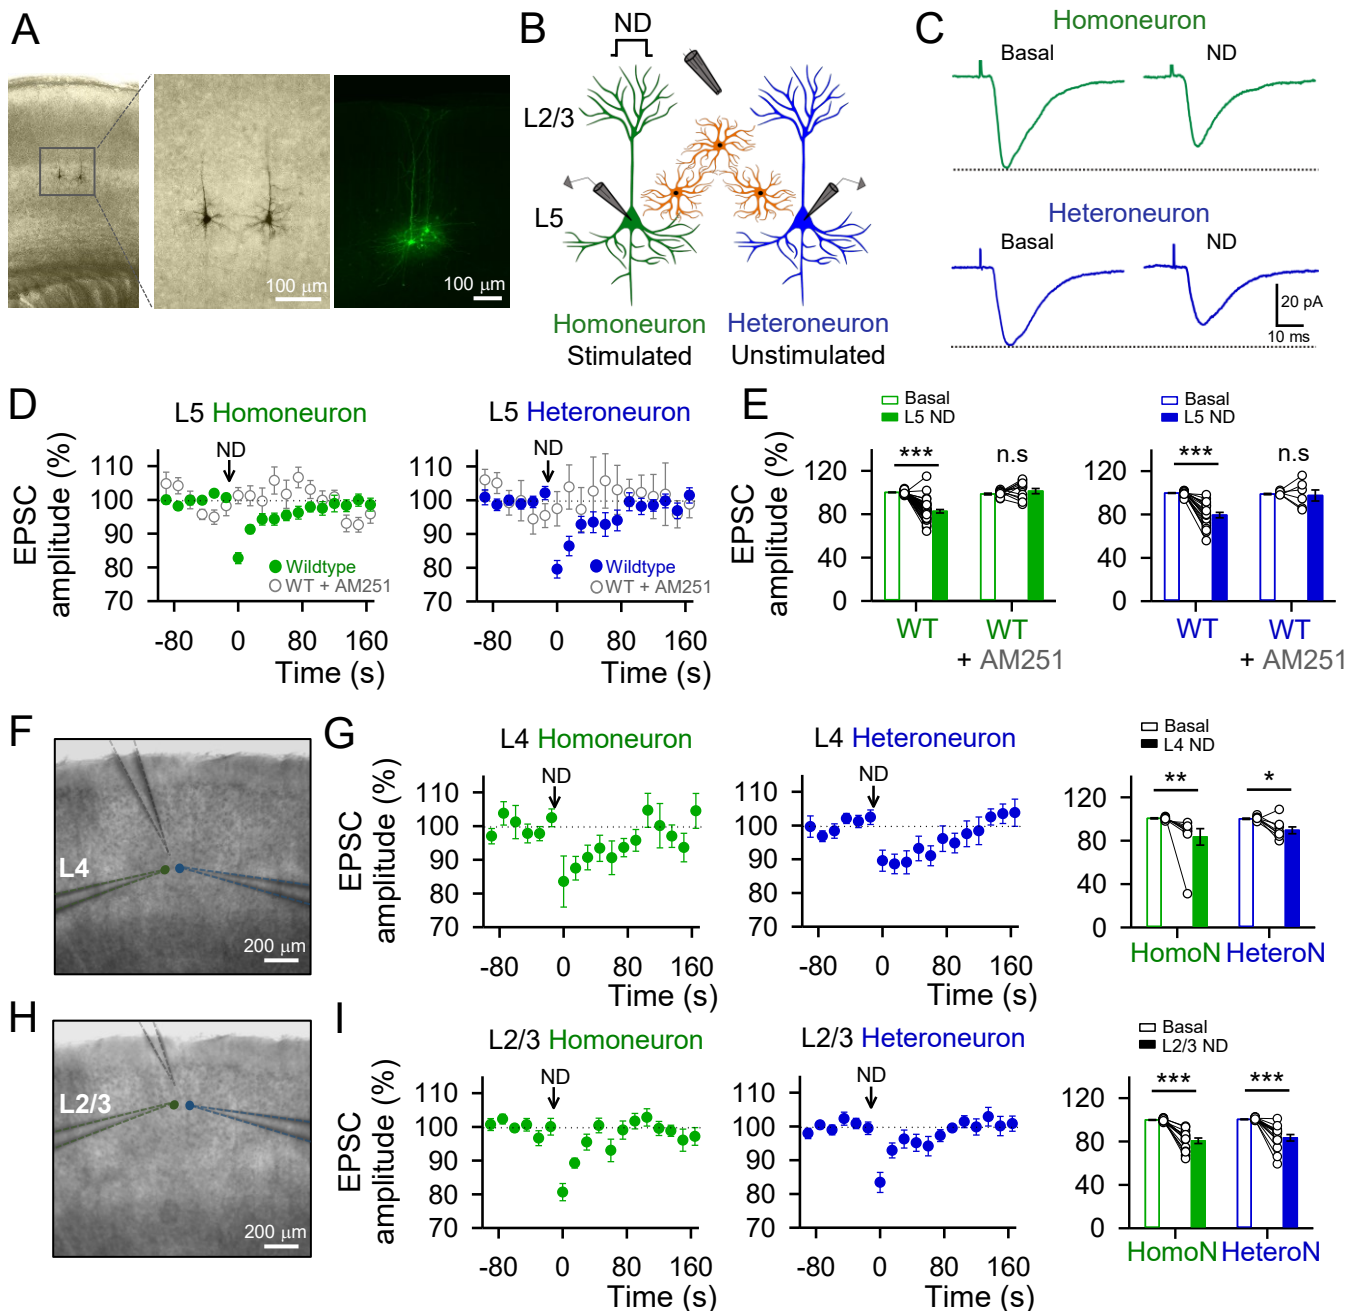 A
100 μm
100 μm
B
ND
L2/3
L5
Homoneuron
Stimulated
Heteroneuron
Unstimulated
C
Homoneuron
Basal
ND
Heteroneuron
Basal
ND
20 pA
10 ms
D
L5 Homoneuron
EPSC
amplitude (%)
110
100
90
80
70
ND
Wildtype
WT + AM251
-80
0
80
160
Time (s)
L5 Heteroneuron
110
100
90
80
70
ND
Wildtype
WT + AM251
-80
0
80
160
Time (s)
E
EPSC
amplitude (%)
Basal
L5 ND
120
80
40
0
***
n.s
WT
WT
+ AM251
Basal
L5 ND
120
80
40
0
***
n.s
WT
WT
+ AM251
F
L4
200 μm
G
L4 Homoneuron
EPSC
amplitude (%)
110
100
90
80
70
ND
-80
0
80
160
Time (s)
L4 Heteroneuron
110
100
90
80
70
ND
-80
0
80
160
Time (s)
Basal
L4 ND
120
80
40
0
**
*
HomoN
HeteroN
H
L2/3
200 μm
I
L2/3 Homoneuron
EPSC
amplitude (%)
110
100
90
80
70
ND
-80
0
80
160
Time (s)
L2/3 Heteroneuron
110
100
90
80
70
ND
-80
0
80
160
Time (s)
Basal
L2/3 ND
120
80
40
0
***
***
HomoN
HeteroN